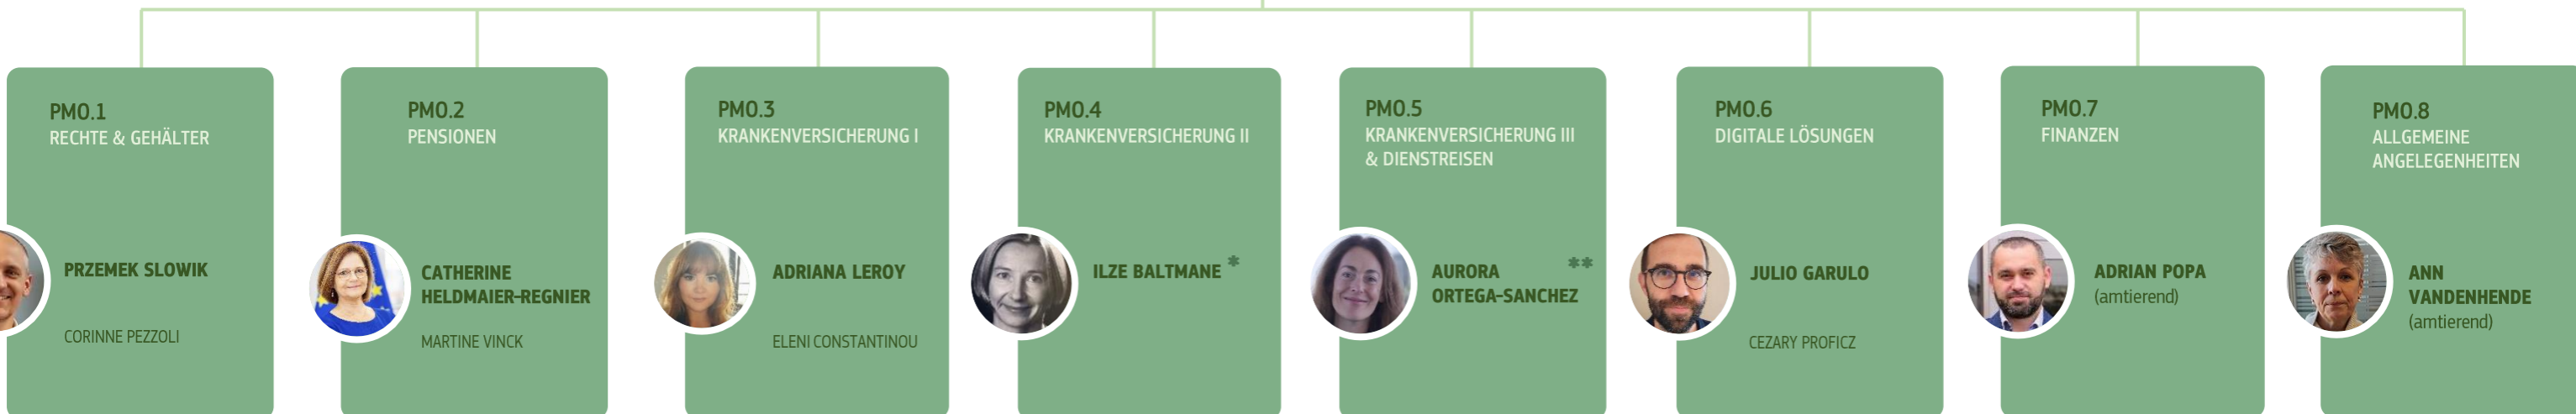 PMO.1
RECHTE & GEHÄLTER
PRZEMEK SLOWIK
CORINNE PEZZOLI
PMO.2
PENSIONEN
CATHERINE
HELDMAIER-REGNIER
MARTINE VINCK
PMO.3
KRANKENVERSICHERUNG I
ADRIANA LEROY
ELENI CONSTANTINOU
PMO.4
KRANKENVERSICHERUNG II
ILZE BALTMANE *
PMO.5
KRANKENVERSICHERUNG III
& DIENSTREISEN
AURORA **
ORTEGA-SANCHEZ
PMO.6
DIGITALE LÖSUNGEN
JULIO GARULO
CEZARY PROFICZ
PMO.7
FINANZEN
ADRIAN POPA
(amtierend)
PMO.8
ALLGEMEINE
ANGELEGENHEITEN
ANN
VANDENHENDE
(amtierend)